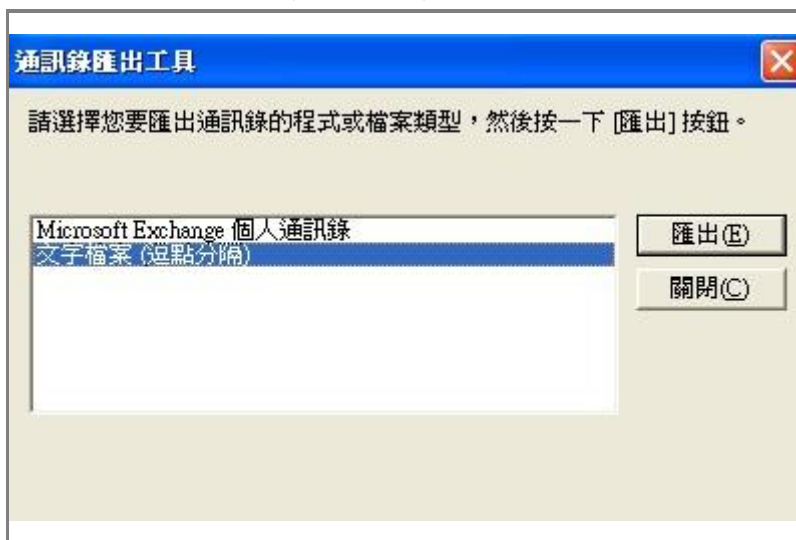 通訊錄匯出工具
請選擇您要匯出通訊錄的程式或檔案類型，然後按一下 [匯出] 按鈕。
Microsoft Exchange 個人通訊錄
文字檔案 (逗點分隔)
匯出(E)
關閉(C)